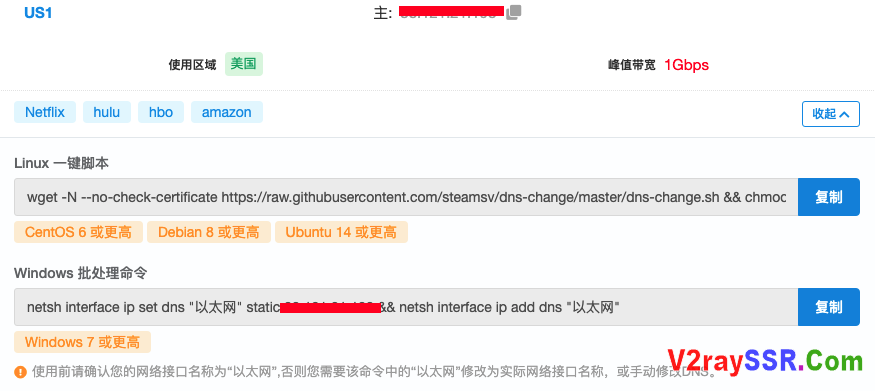 US1
主:
使用区域 美国
峰值带宽 1Gbps
Netflix hulu hbo amazon
收起
Linux 一键脚本
wget -N --no-check-certificate https://raw.githubusercontent.com/steamsv/dns-change/master/dns-change.sh && chmod
复制
CentOS 6 或更高 Debian 8 或更高 Ubuntu 14 或更高
Windows 批处理命令
netsh interface ip set dns "以太网" static && netsh interface ip add dns "以太网"
复制
Windows 7 或更高
使用前请确认您的网络接口名称为“以太网”,否则您需要该命令中的“以太网”修改为实际网络接口名称，或手动修改DNS。
V2raySSR.Com